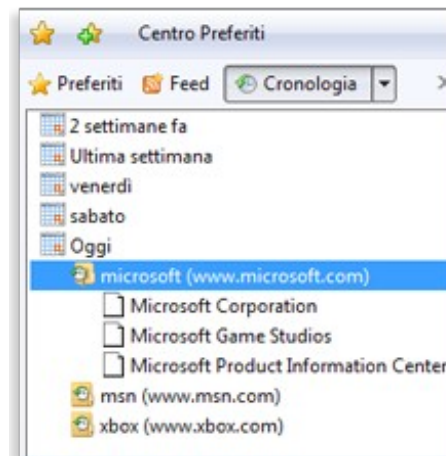 Centro Preferiti
Preferiti Feed Cronologia
2 settimane fa
Ultima settimana
venerdì
sabato
Oggi
microsoft (www.microsoft.com)
Microsoft Corporation
Microsoft Game Studios
Microsoft Product Information Center
msn (www.msn.com)
xbox (www.xbox.com)